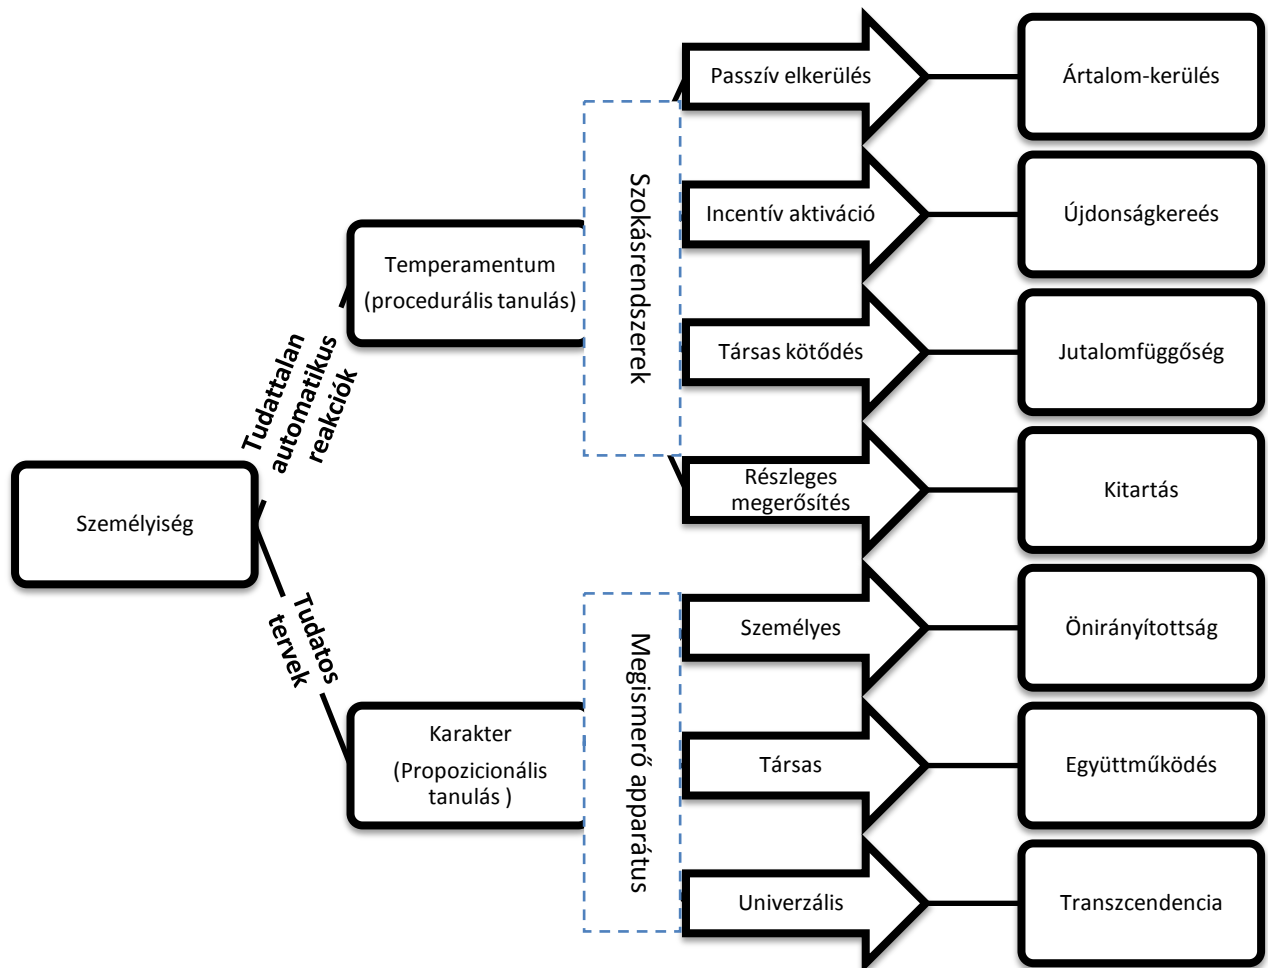 Személyiség
Tudattalan
automatikus
reakciók
Tudatos
tervek
Temperamentum
(procedurális tanulás)
Karakter
(Propozicionális
tanulás )
Szokásrendszerek
Megismerő apparátus
Passzív elkerülés
Ártalom-kerülés
Incentív aktiváció
Újdonságkereés
Társas kötődés
Jutalomfüggőség
Részleges
megerősítés
Kitartás
Személyes
Önirányítottság
Társas
Együttműködés
Univerzális
Transzcendencia